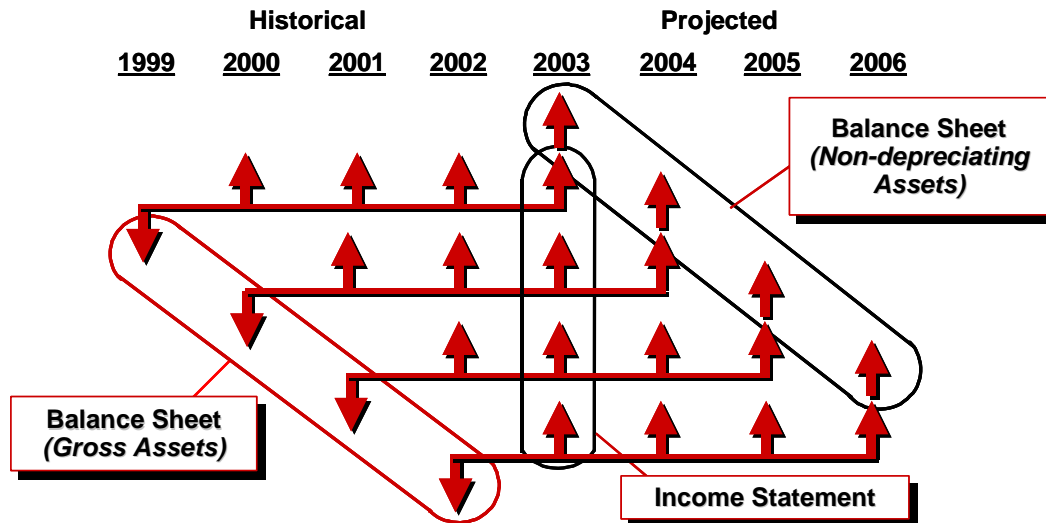 Historical Projected
1999 2000 2001 2002 2003 2004 2005 2006
Balance Sheet
(Non-depreciating
Assets)
Balance Sheet
(Gross Assets)
Income Statement